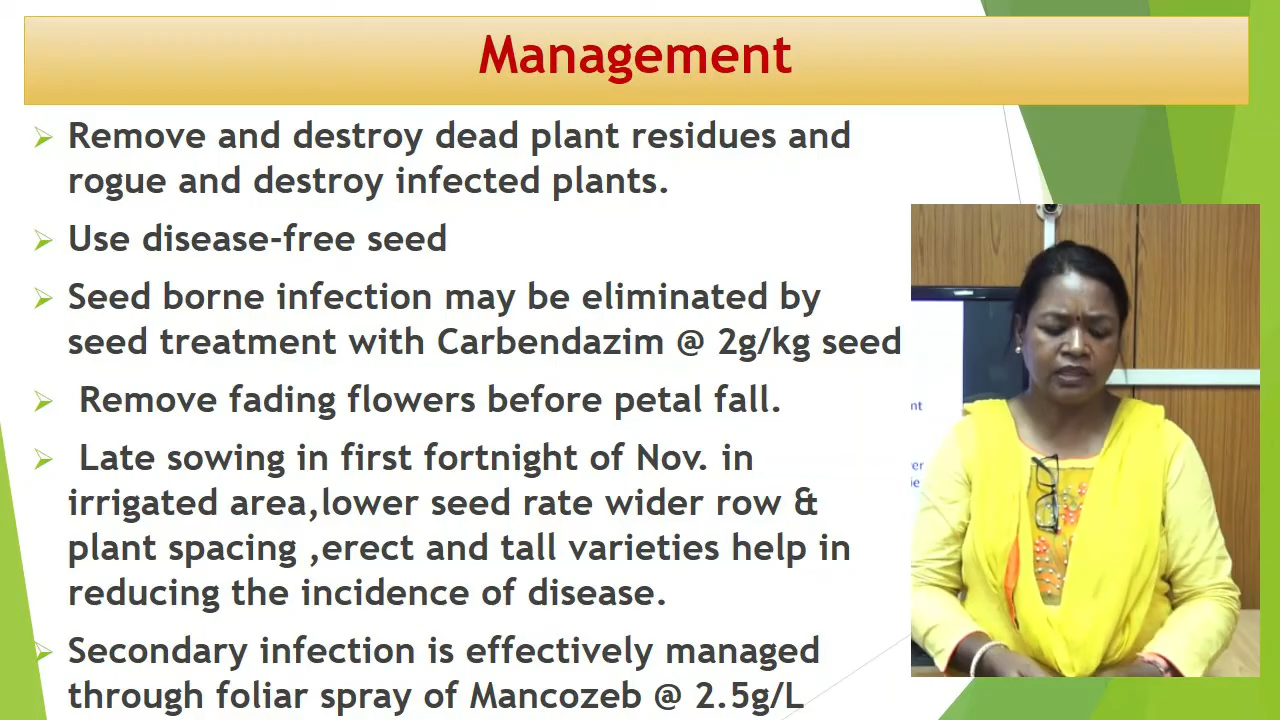 Management
Remove and destroy dead plant residues and
rogue and destroy infected plants.
Use disease-free seed
Seed borne infection may be eliminated by
seed treatment with Carbendazim @ 2g/kg seed
Remove fading flowers before petal fall.
Late sowing in first fortnight of Nov. in
irrigated area,lower seed rate wider row &
plant spacing ,erect and tall varieties help in
reducing the incidence of disease.
Secondary infection is effectively managed
through foliar spray of Mancozeb @ 2.5g/L